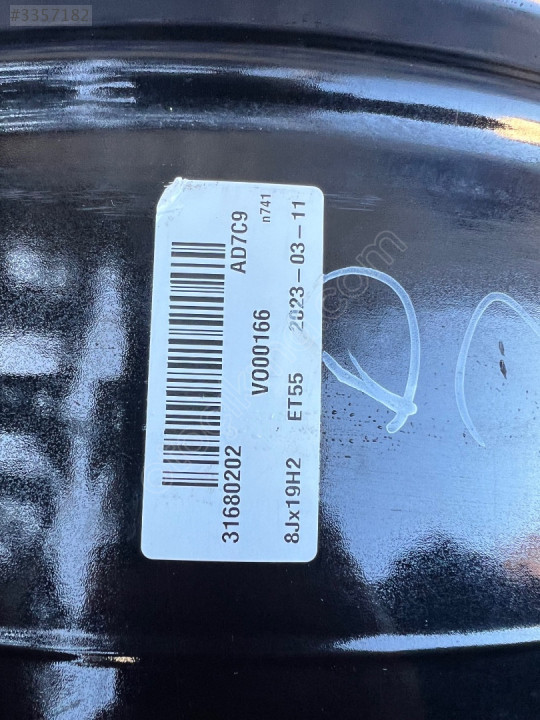 #3357182
31680202 AD7C9
VO00166 n741
8Jx19H2 ET55 2023-03-11